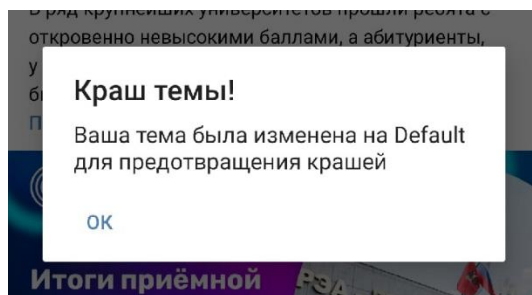 В ряд крупнейших университетов прошли ребята с
откровенно невысокими баллами, а абитуриенты,
у
б
П
Краш темы!
Ваша тема была изменена на Default
для предотвращения крашей
ОК
Итоги приёмной
РЭА